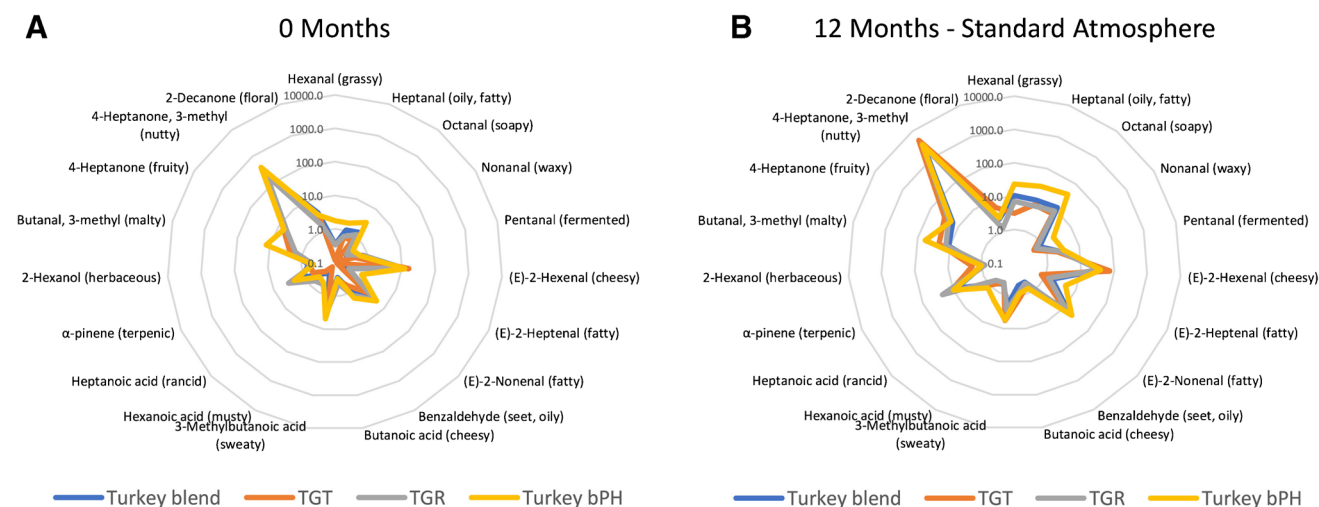 A
0 Months
Hexanal (grassy)
10000.0
1000.0
100.0
10.0
1.0
0.1
Heptanal (oily, fatty)
Octanal (soapy)
Nonanal (waxy)
Pentanal (fermented)
(E)-2-Hexenal (cheesy)
(E)-2-Heptenal (fatty)
(E)-2-Nonenal (fatty)
Benzaldehyde (seet, oily)
Butanoic acid (cheesy)
3-Methylbutanoic acid
(sweaty)
Hexanoic acid (musty)
Heptanoic acid (rancid)
α-pinene (terpenic)
2-Hexanol (herbaceous)
Butanal, 3-methyl (malty)
4-Heptanone (fruity)
4-Heptanone, 3-methyl
(nutty)
2-Decanone (floral)
Turkey blend
TGT
TGR
Turkey bPH
B
12 Months - Standard Atmosphere
Hexanal (grassy)
10000.0
1000.0
100.0
10.0
1.0
0.1
Heptanal (oily, fatty)
Octanal (soapy)
Nonanal (waxy)
Pentanal (fermented)
(E)-2-Hexenal (cheesy)
(E)-2-Heptenal (fatty)
(E)-2-Nonenal (fatty)
Benzaldehyde (seet, oily)
Butanoic acid (cheesy)
3-Methylbutanoic acid
(sweaty)
Hexanoic acid (musty)
Heptanoic acid (rancid)
α-pinene (terpenic)
2-Hexanol (herbaceous)
Butanal, 3-methyl (malty)
4-Heptanone (fruity)
4-Heptanone, 3-methyl
(nutty)
2-Decanone (floral)
Turkey blend
TGT
TGR
Turkey bPH